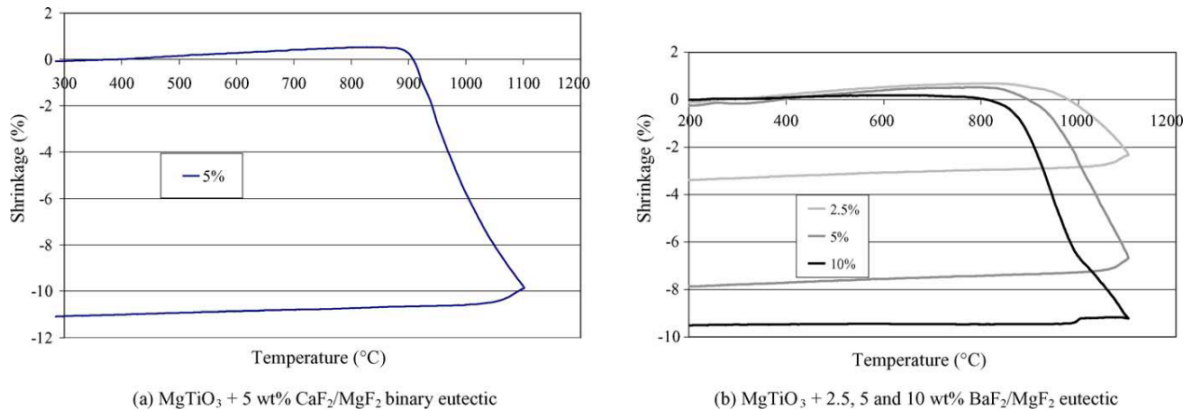 2
0
-2
-4
-6
-8
-10
-12
300 400 500 600 700 800 900 1000 1100 1200
Shrinkage (%)
5%
Temperature (°C)
(a) MgTiO₃ + 5 wt% CaF₂/MgF₂ binary eutectic
2
0
-2
-4
-6
-8
-10
200 400 600 800 1000 1200
Shrinkage (%)
2.5%
5%
10%
Temperature (°C)
(b) MgTiO₃ + 2.5, 5 and 10 wt% BaF₂/MgF₂ eutectic